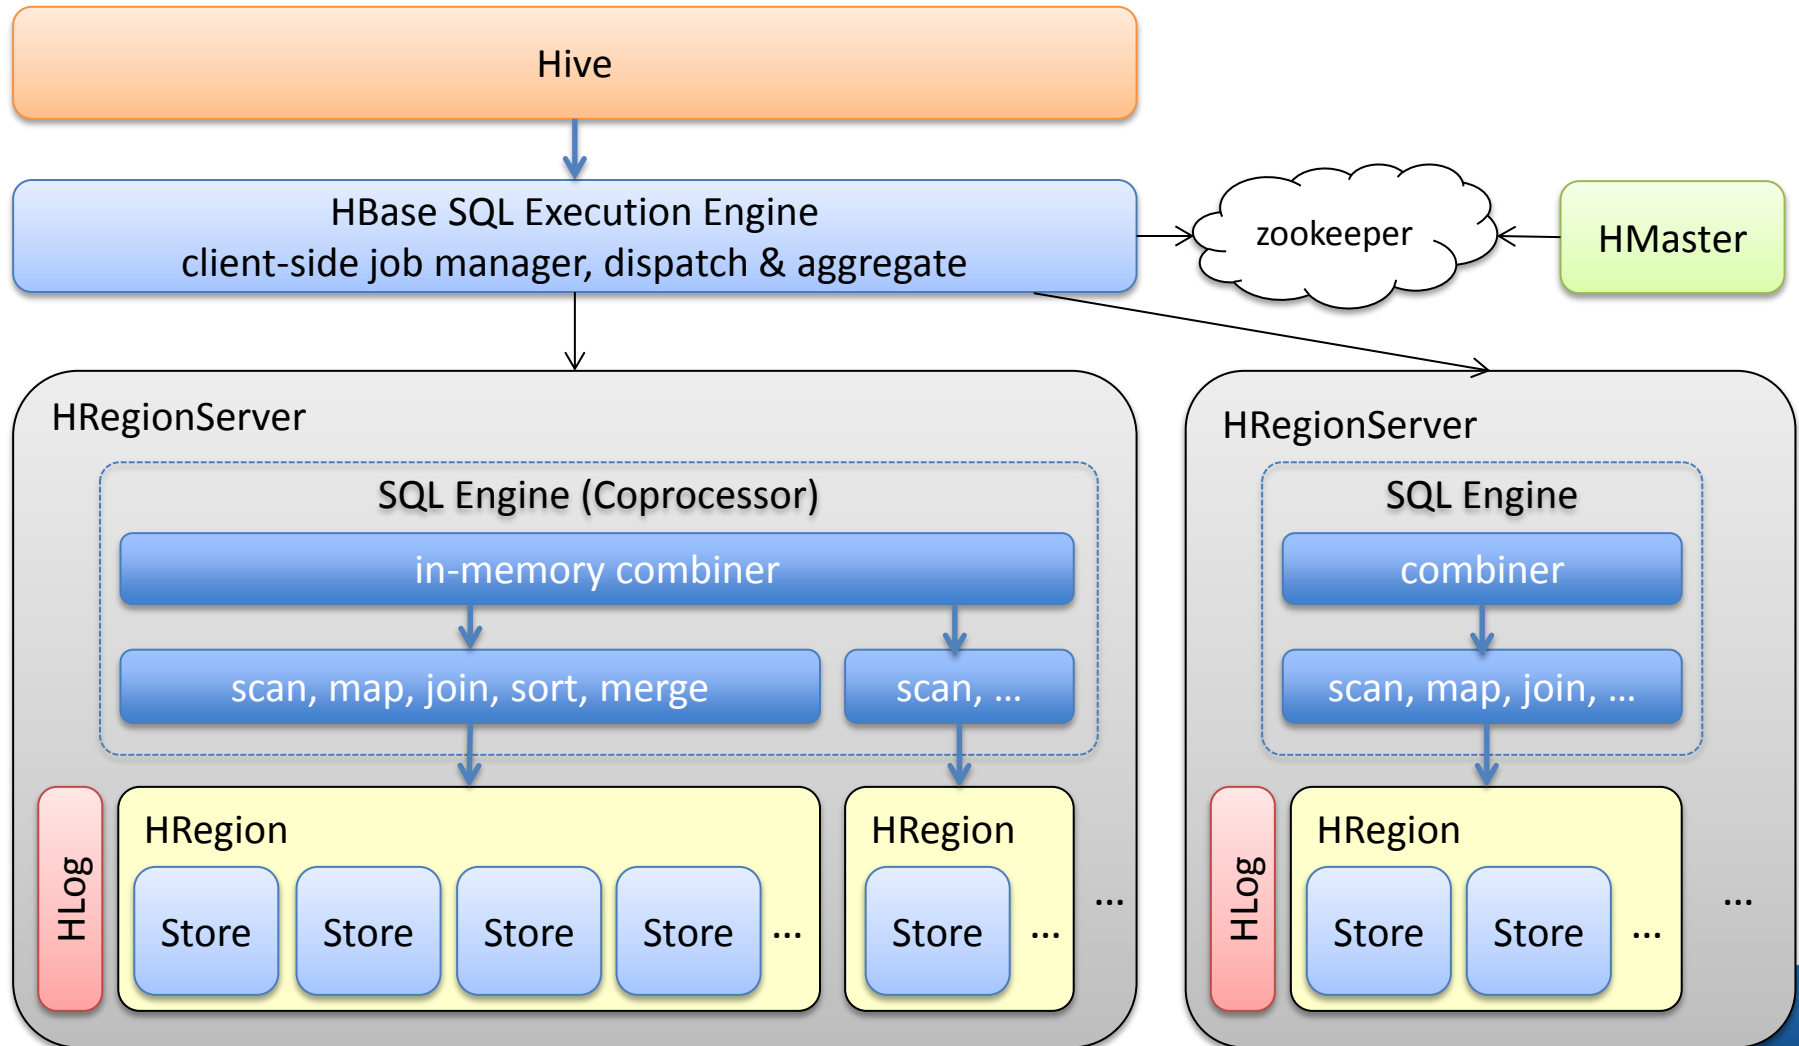 Hive
HBase SQL Execution Engine
client-side job manager, dispatch & aggregate
zookeeper
HMaster
HRegionServer
SQL Engine (Coprocessor)
in-memory combiner
scan, map, join, sort, merge
scan, ...
HLog
HRegion
Store
Store
Store
Store
...
HRegion
Store
...
...
HRegionServer
SQL Engine
combiner
scan, map, join, ...
HLog
HRegion
Store
Store
...
...